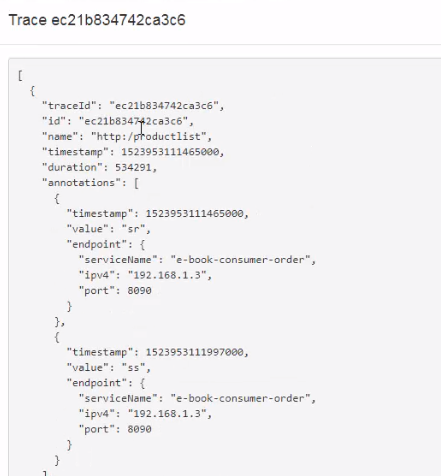 Trace ec21b834742ca3c6
[
{
"traceId": "ec21b834742ca3c6",
"id": "ec21b834742ca3c6",
"name": "http:/productlist",
"timestamp": 1523953111465000,
"duration": 534291,
"annotations": [
{
"timestamp": 1523953111465000,
"value": "sr",
"endpoint": {
"serviceName": "e-book-consumer-order",
"ipv4": "192.168.1.3",
"port": 8090
}
},
{
"timestamp": 1523953111997000,
"value": "ss",
"endpoint": {
"serviceName": "e-book-consumer-order",
"ipv4": "192.168.1.3",
"port": 8090
}
}